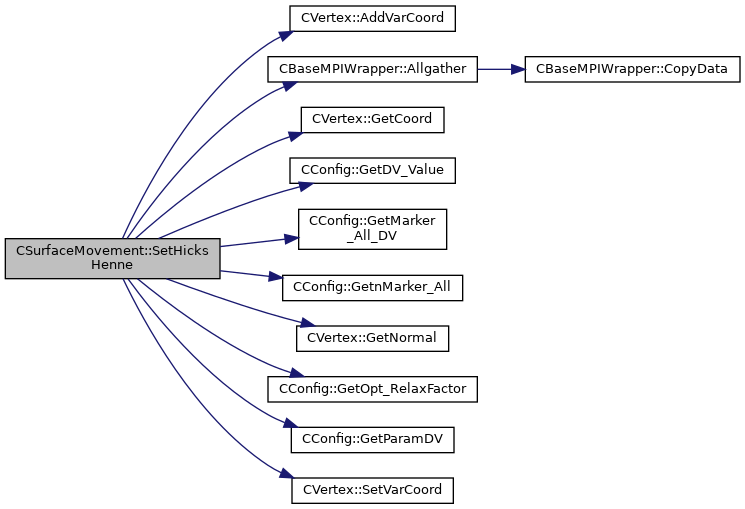 CVertex::AddVarCoord
CBaseMPIWrapper::Allgather
CBaseMPIWrapper::CopyData
CVertex::GetCoord
CConfig::GetDV_Value
CConfig::GetMarker
_All_DV
CSurfaceMovement::SetHicks
Henne
CConfig::GetnMarker_All
CVertex::GetNormal
CConfig::GetOpt_RelaxFactor
CConfig::GetParamDV
CVertex::SetVarCoord